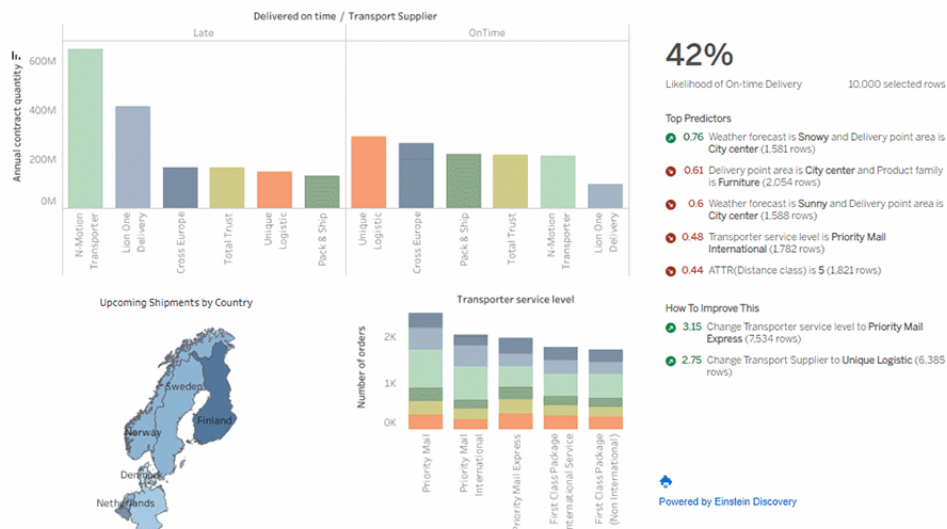 Delivered on time / Transport Supplier
Late
OnTime
Annual contract quantity
600M
400M
200M
0M
N-Motion
Transporter
Lion One
Delivery
Cross Europe
Total Trust
Unique
Logistic
Pack & Ship
Unique
Logistic
Cross Europe
Pack & Ship
Total Trust
N-Motion
Transporter
Lion One
Delivery
42%
Likelihood of On-time Delivery
10,000 selected rows
Top Predictors
0.76 Weather forecast is Snowy and Delivery point area is
City center (1,581 rows)
0.61 Delivery point area is City center and Product family
is Furniture (2,054 rows)
0.6 Weather forecast is Sunny and Delivery point area is
City center (1,588 rows)
0.48 Transporter service level is Priority Mail
International (1,782 rows)
0.44 ATTR(Distance class) is 5 (1,821 rows)
How To Improve This
3.15 Change Transporter service level to Priority Mail
Express (7,534 rows)
2.75 Change Transport Supplier to Unique Logistic (6,385
rows)
Powered by Einstein Discovery
Upcoming Shipments by Country
Sweden
Finland
Norway
Denmark
Netherlands
Transporter service level
Number of orders
2K
1K
0K
Priority Mail
Priority Mail
International
Priority Mail Express
First Class Package
International Service
First Class Package
(Non International)